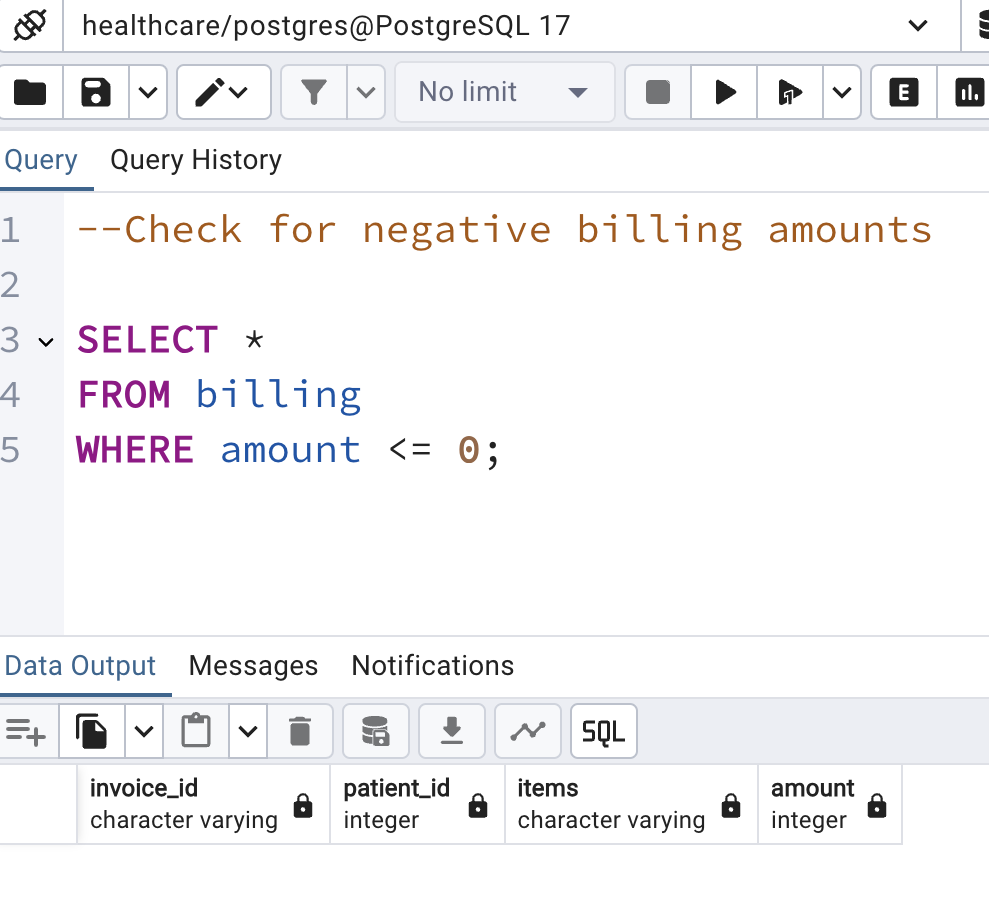 healthcare/postgres@PostgreSQL 17
No limit
E
Query Query History
1 --Check for negative billing amounts
2
3 SELECT *
4 FROM billing
5 WHERE amount <= 0;
Data Output Messages Notifications
SQL
invoice_id patient_id items amount
character varying integer character varying integer